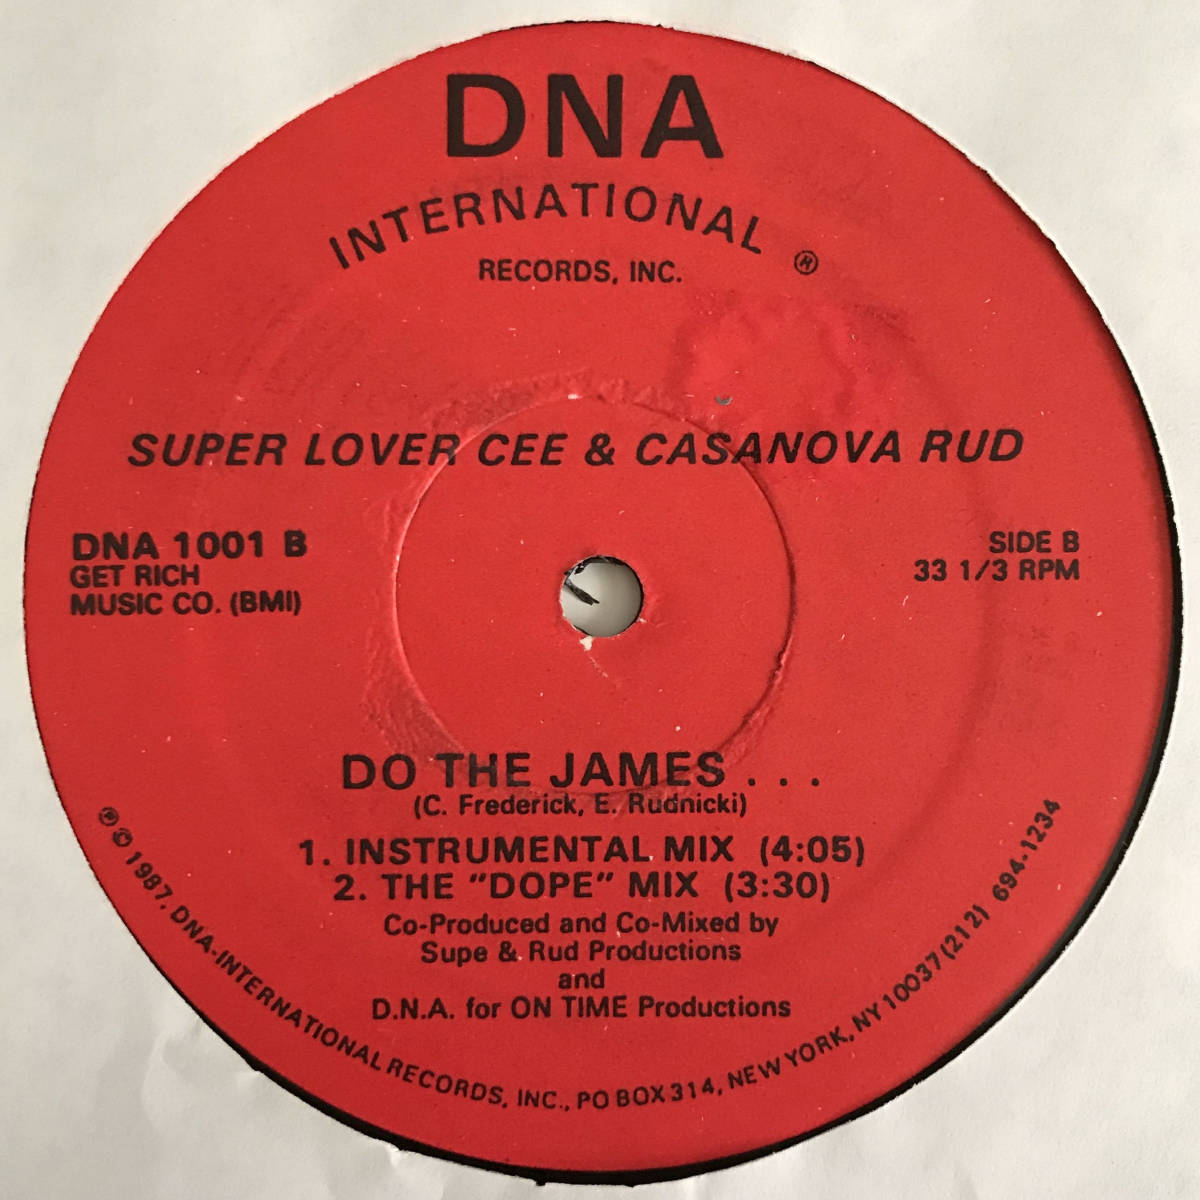 DNA
INTERNATIONAL ®
RECORDS, INC.
SUPER LOVER CEE & CASANOVA RUD
DNA 1001 B
GET RICH
MUSIC CO. (BMI)
SIDE B
33 1/3 RPM
DO THE JAMES . . .
(C. Frederick, E. Rudnicki)
1. INSTRUMENTAL MIX (4:05)
2. THE "DOPE" MIX (3:30)
Co-Produced and Co-Mixed by
Supe & Rud Productions
and
D.N.A. for ON TIME Productions
℗ © 1987, DNA-INTERNATIONAL RECORDS, INC., PO BOX 314, NEW YORK, NY 10037 (212) 694-1234